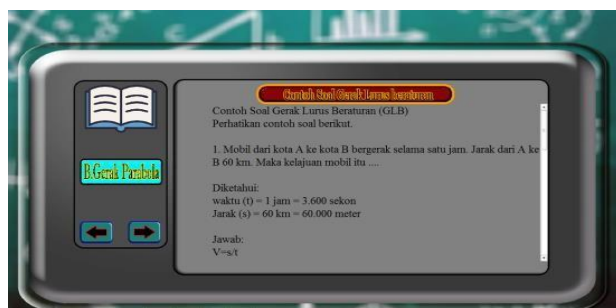 Contoh Soal Gerak Lurus beraturan
Contoh Soal Gerak Lurus Beraturan (GLB)
Perhatikan contoh soal berikut.
1. Mobil dari kota A ke kota B bergerak selama satu jam. Jarak dari A ke
B 60 km. Maka kelajuan mobil itu ....
Diketahui:
waktu (t) = 1 jam = 3.600 sekon
Jarak (s) = 60 km = 60.000 meter
Jawab:
V=s/t
B.Gerak Parabola